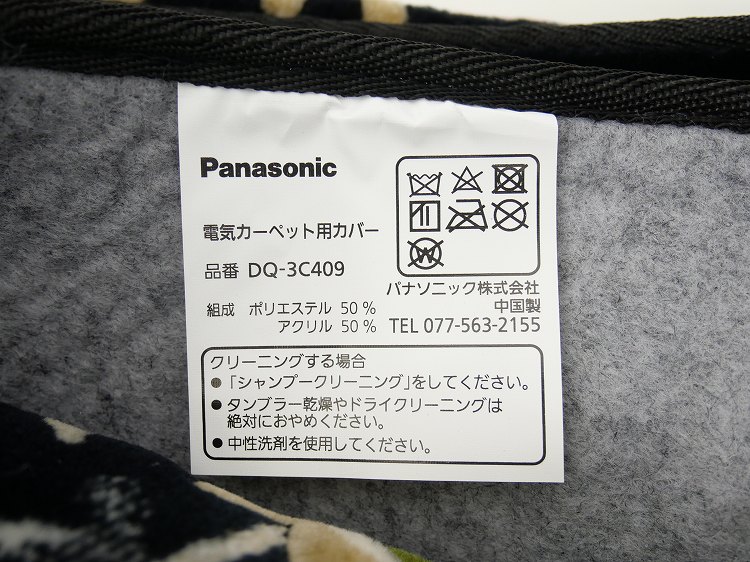 Panasonic
電気カーペット用カバー
品番 DQ-3C409
組成 ポリエステル 50%
アクリル 50%
パナソニック株式会社
中国製
TEL 077-563-2155
クリーニングする場合
●「シャンプークリーニング」をしてください。
●タンブラー乾燥やドライクリーニングは
絶対におやめください。
●中性洗剤を使用してください。